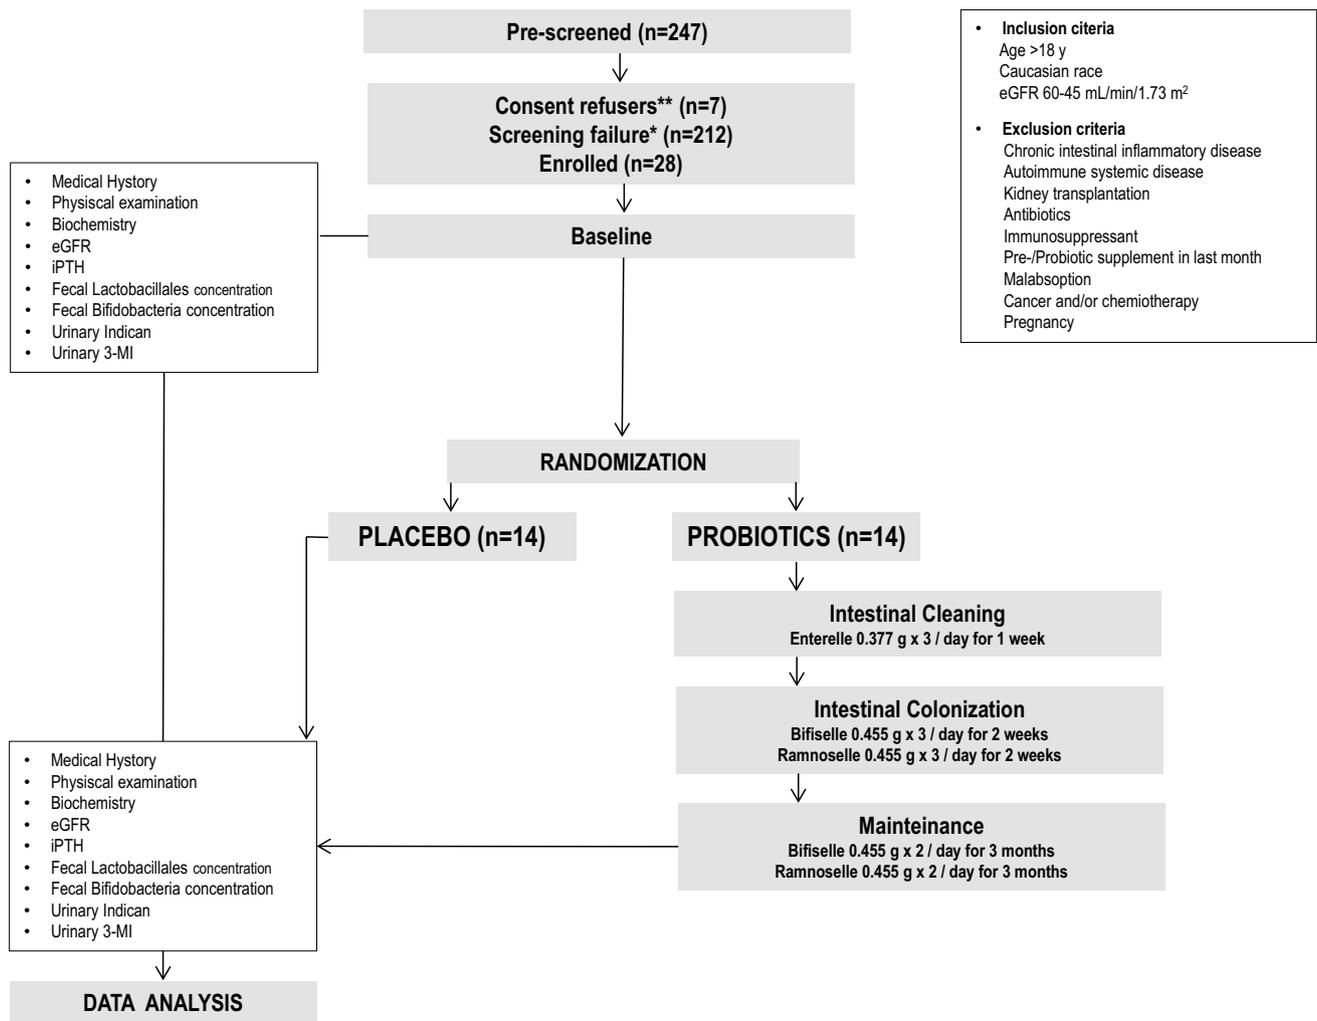 Pre-screened (n=247)
Consent refusers** (n=7)
Screening failure* (n=212)
Enrolled (n=28)
• Inclusion citeria
Age >18 y
Caucasian race
eGFR 60-45 mL/min/1.73 m²
• Exclusion criteria
Chronic intestinal inflammatory disease
Autoimmune systemic disease
Kidney transplantation
Antibiotics
Immunosuppressant
Pre-/Probiotic supplement in last month
Malabsoption
Cancer and/or chemiotherapy
Pregnancy
• Medical Hystory
• Physiscal examination
• Biochemistry
• eGFR
• iPTH
• Fecal Lactobacillales concentration
• Fecal Bifidobacteria concentration
• Urinary Indican
• Urinary 3-MI
Baseline
RANDOMIZATION
PLACEBO (n=14)
PROBIOTICS (n=14)
Intestinal Cleaning
Enterelle 0.377 g x 3 / day for 1 week
Intestinal Colonization
Bifiselle 0.455 g x 3 / day for 2 weeks
Ramnoselle 0.455 g x 3 / day for 2 weeks
Mainteinance
Bifiselle 0.455 g x 2 / day for 3 months
Ramnoselle 0.455 g x 2 / day for 3 months
• Medical Hystory
• Physiscal examination
• Biochemistry
• eGFR
• iPTH
• Fecal Lactobacillales concentration
• Fecal Bifidobacteria concentration
• Urinary Indican
• Urinary 3-MI
DATA ANALYSIS